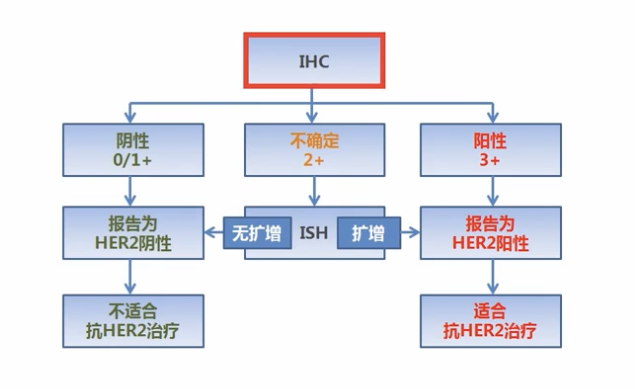 IHC
阴性
0/1+
不确定
2+
阳性
3+
报告为
HER2阴性
无扩增
ISH
扩增
报告为
HER2阳性
不适合
抗HER2治疗
适合
抗HER2治疗